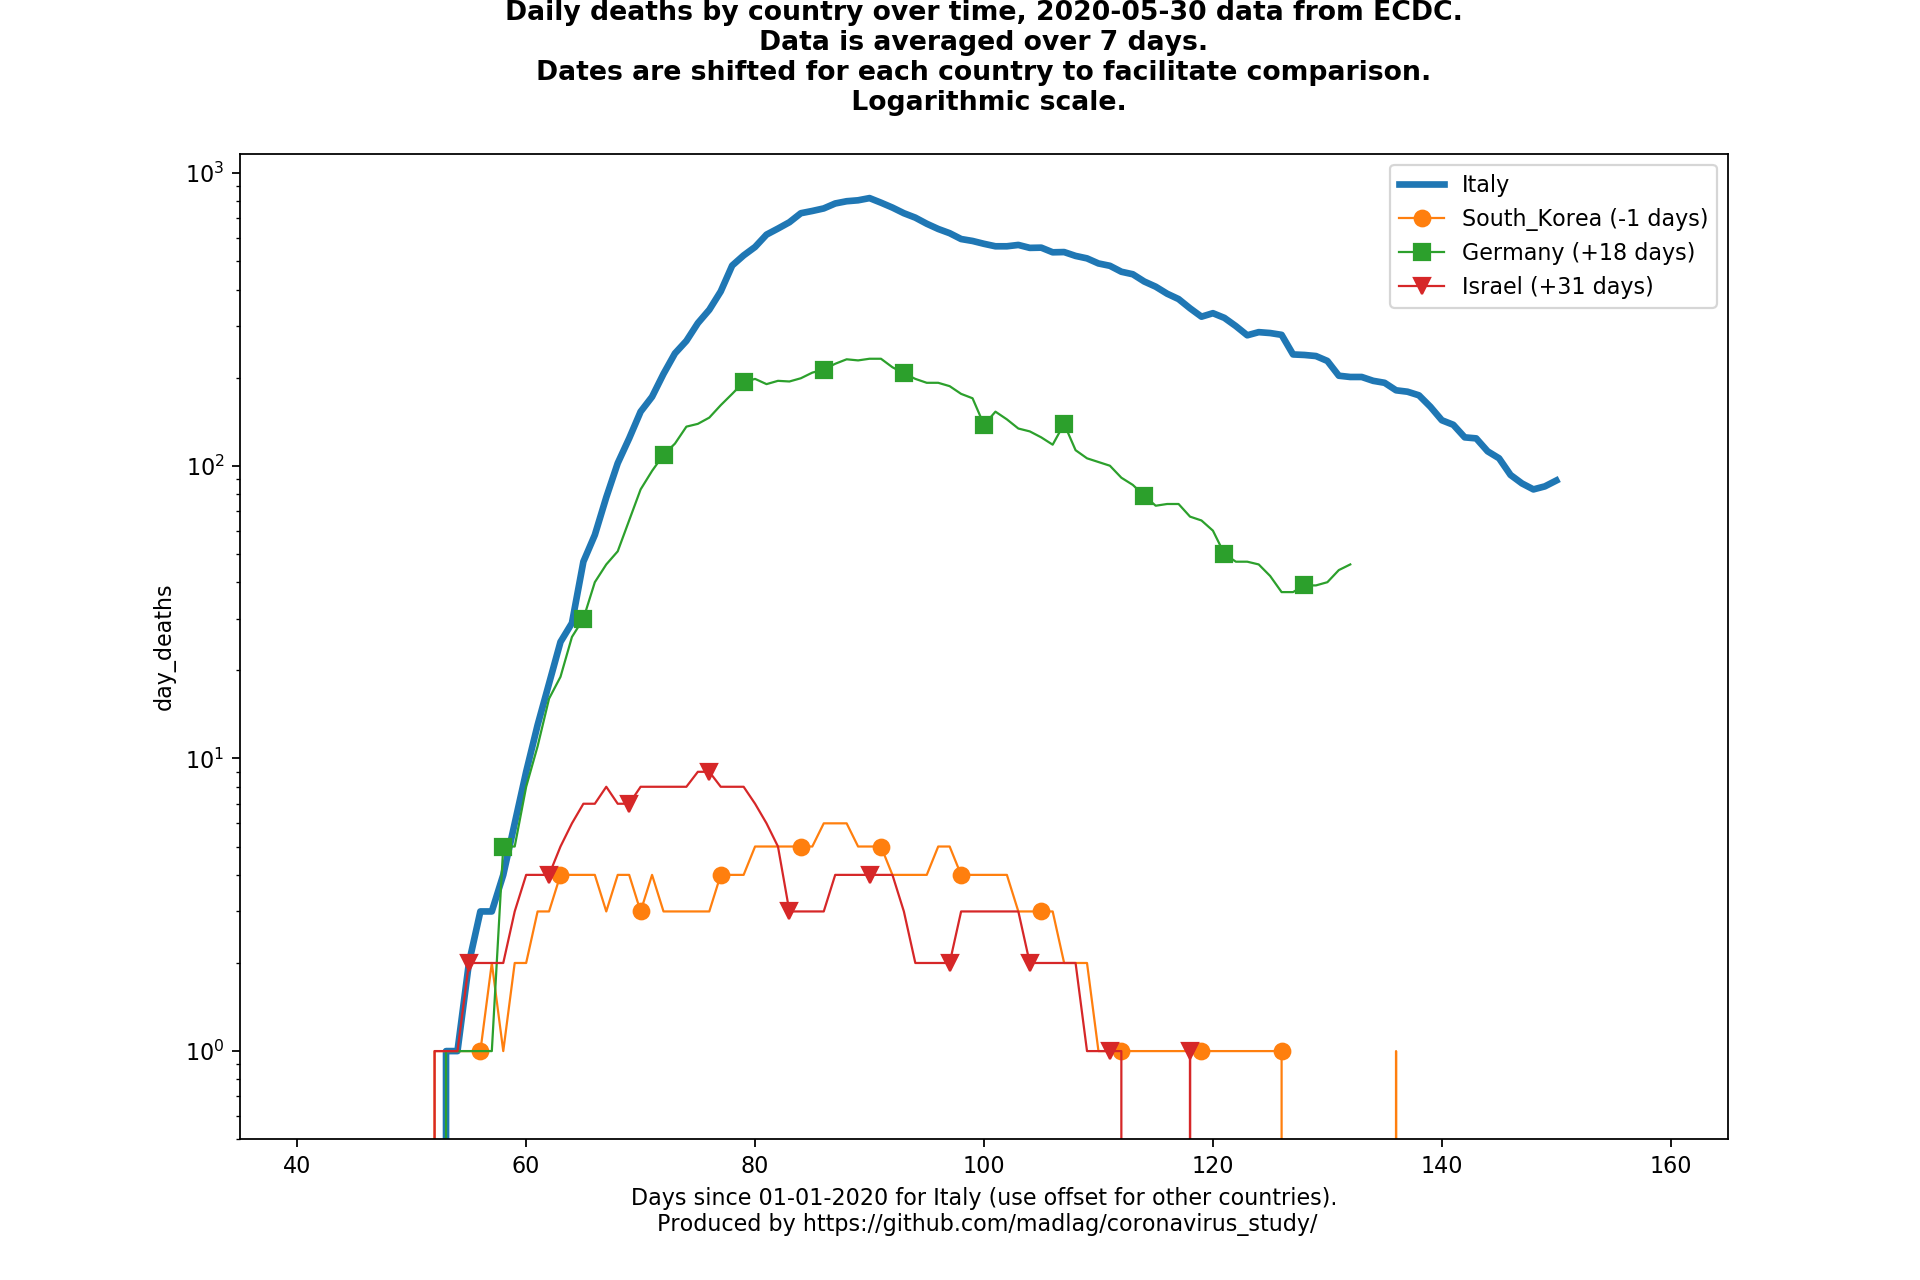 Daily deaths by country over time, 2020-05-30 data from ECDC.
Data is averaged over 7 days.
Dates are shifted for each country to facilitate comparison.
Logarithmic scale.
10³
10²
10¹
10⁰
day_deaths
Italy
South_Korea (-1 days)
Germany (+18 days)
Israel (+31 days)
40 60 80 100 120 140 160
Days since 01-01-2020 for Italy (use offset for other countries).
Produced by https://github.com/madlag/coronavirus_study/